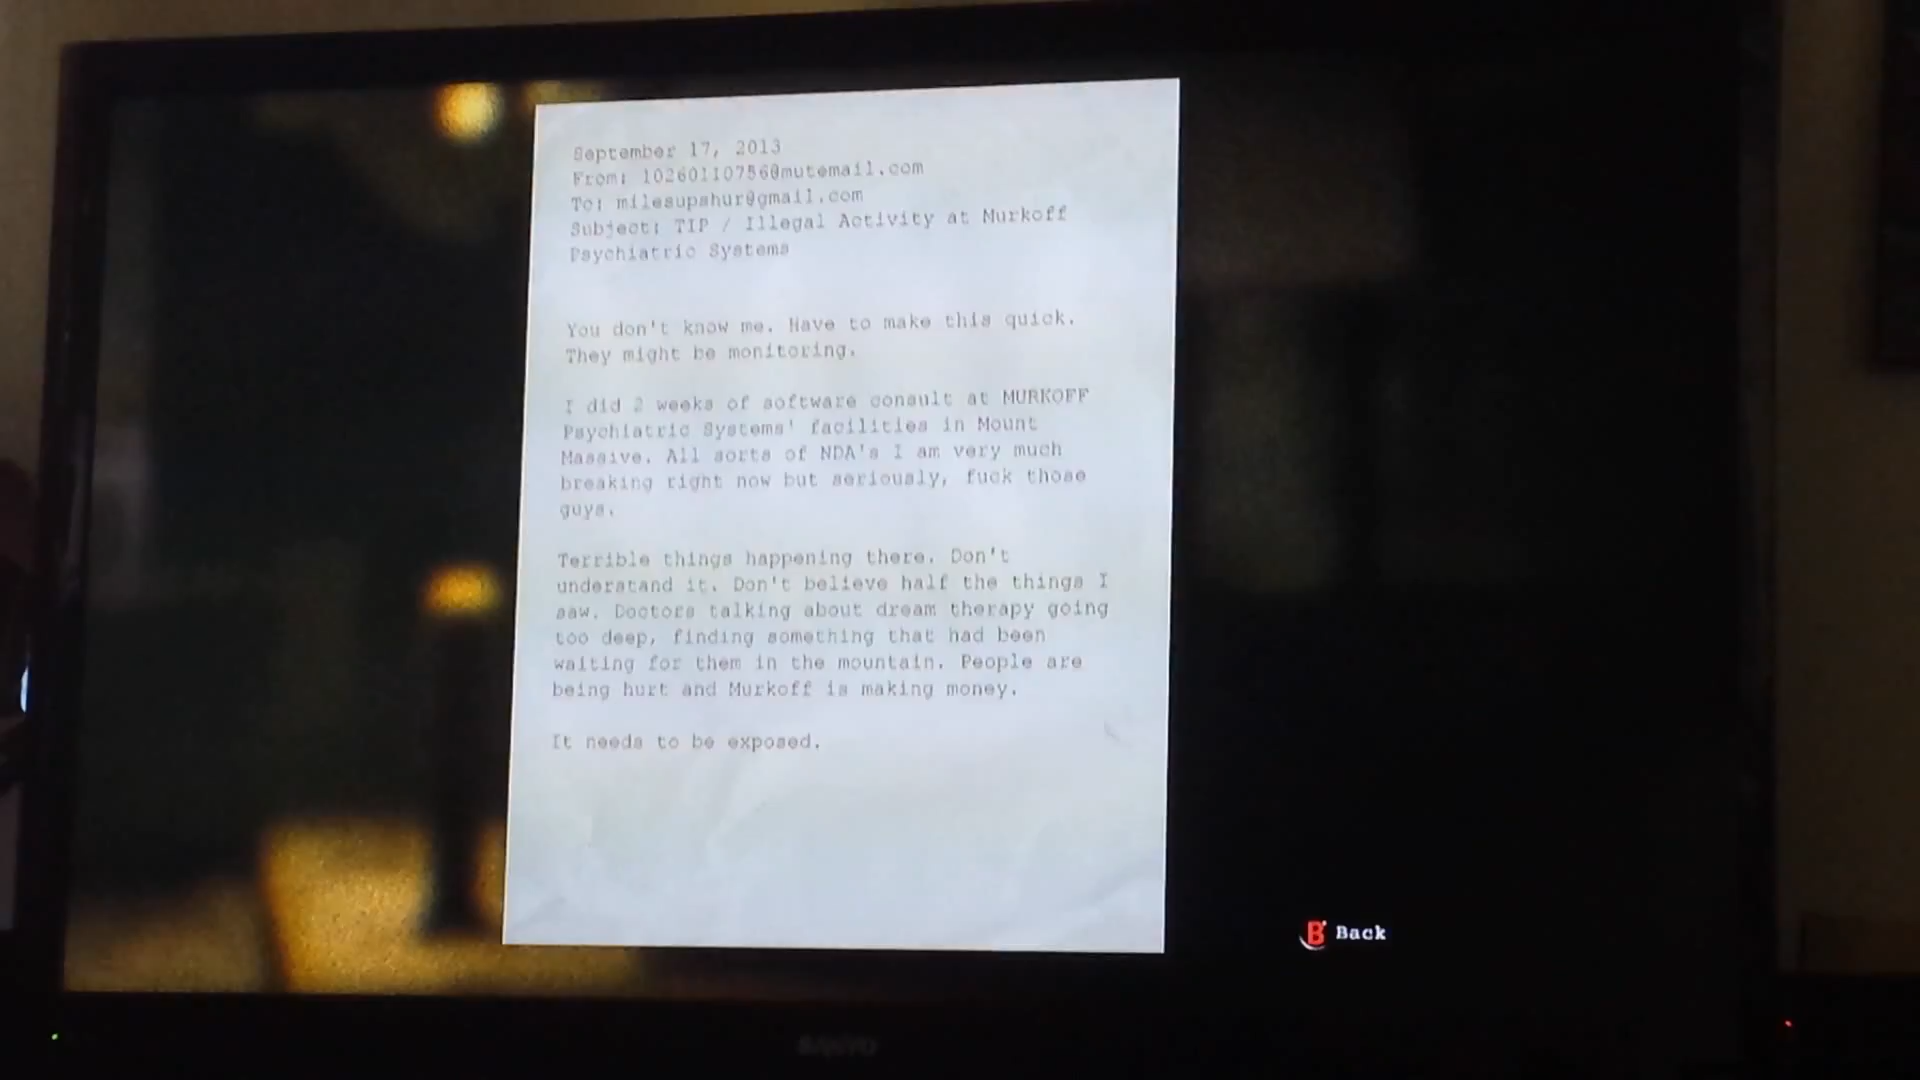 September 17, 2013
From: 10260110756@mutemail.com
To: milesupshur@gmail.com
Subject: TIP / Illegal Activity at Murkoff
Psychiatric Systems
You don't know me. Have to make this quick.
They might be monitoring.
I did 2 weeks of software consult at MURKOFF
Psychiatric Systems' facilities in Mount
Massive. All sorts of NDA's I am very much
breaking right now but seriously, fuck those
guys.
Terrible things happening there. Don't
understand it. Don't believe half the things I
saw. Doctors talking about dream therapy going
too deep, finding something that had been
waiting for them in the mountain. People are
being hurt and Murkoff is making money.
It needs to be exposed.
B Back
SANYO